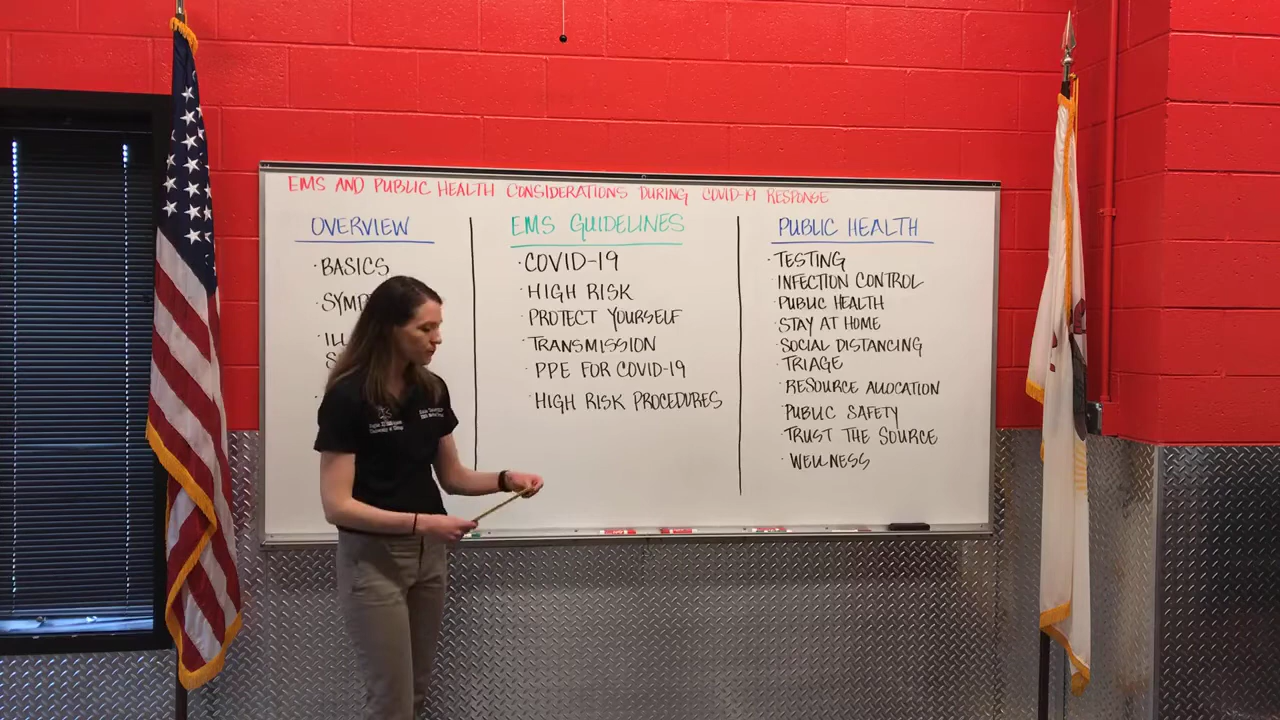 EMS AND PUBLIC HEALTH CONSIDERATIONS DURING COVID-19 RESPONSE
OVERVIEW
· BASICS
EMS GUIDELINES
· COVID-19
· HIGH RISK
· PROTECT YOURSELF
· TRANSMISSION
· PPE FOR COVID-19
· HIGH RISK PROCEDURES
PUBLIC HEALTH
· TESTING
· INFECTION CONTROL
· PUBLIC HEALTH
· STAY AT HOME
· SOCIAL DISTANCING
· TRIAGE
· RESOURCE ALLOCATION
· PUBLIC SAFETY
· TRUST THE SOURCE
· WELLNESS